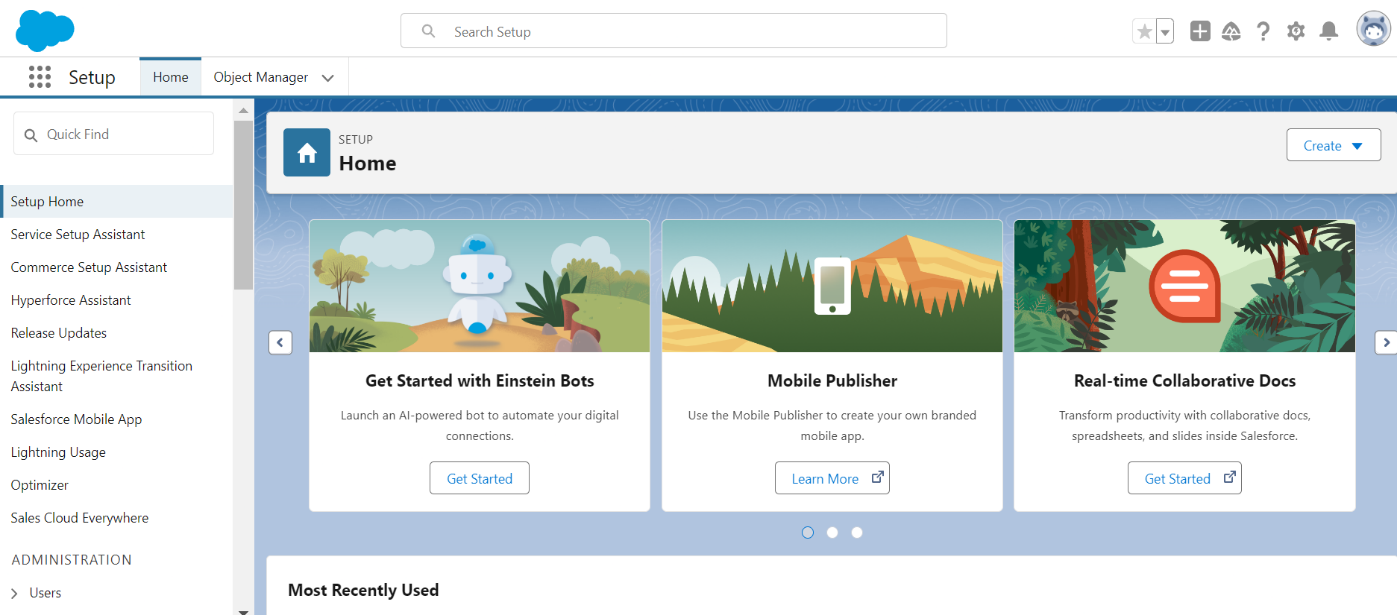 Search Setup
Setup
Home
Object Manager
Quick Find
Setup Home
Service Setup Assistant
Commerce Setup Assistant
Hyperforce Assistant
Release Updates
Lightning Experience Transition
Assistant
Salesforce Mobile App
Lightning Usage
Optimizer
Sales Cloud Everywhere
ADMINISTRATION
Users
SETUP
Home
Create
Get Started with Einstein Bots
Launch an AI-powered bot to automate your digital
connections.
Get Started
Mobile Publisher
Use the Mobile Publisher to create your own branded
mobile app.
Learn More
Real-time Collaborative Docs
Transform productivity with collaborative docs,
spreadsheets, and slides inside Salesforce.
Get Started
Most Recently Used